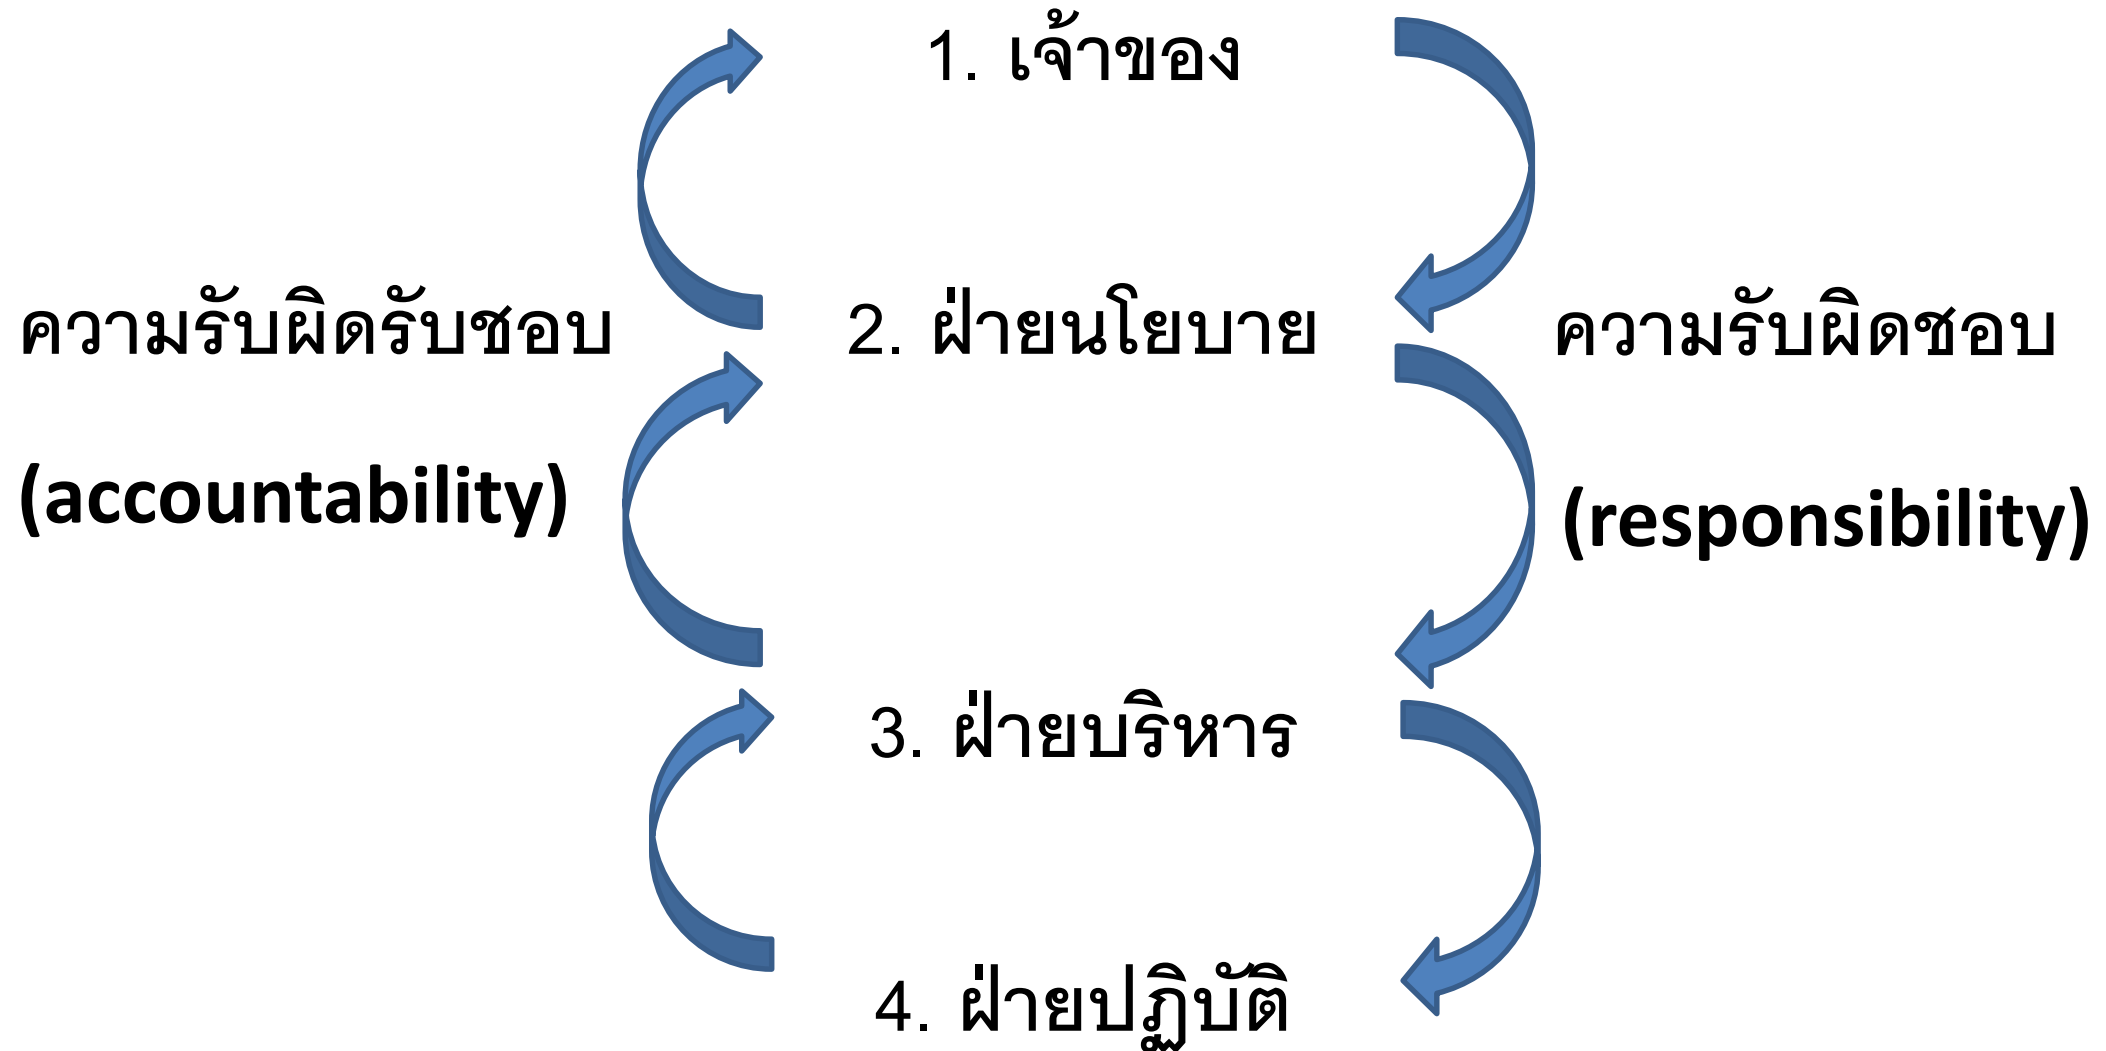 1. เจ้าของ
ความรับผิดรับชอบ
(accountability)
2. ฝ่ายนโยบาย
ความรับผิดชอบ
(responsibility)
3. ฝ่ายบริหาร
4. ฝ่ายปฏิบัติ